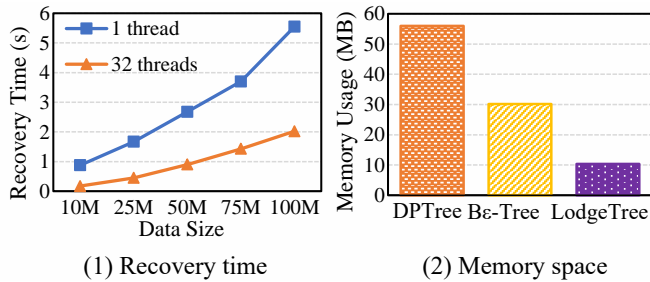 Recovery Time (s)
6
5
4
3
2
1
0
1 thread
32 threads
10M 25M 50M 75M 100M
Data Size
(1) Recovery time
Memory Usage (MB)
60
50
40
30
20
10
0
DPTree Bε-Tree LodgeTree
(2) Memory space